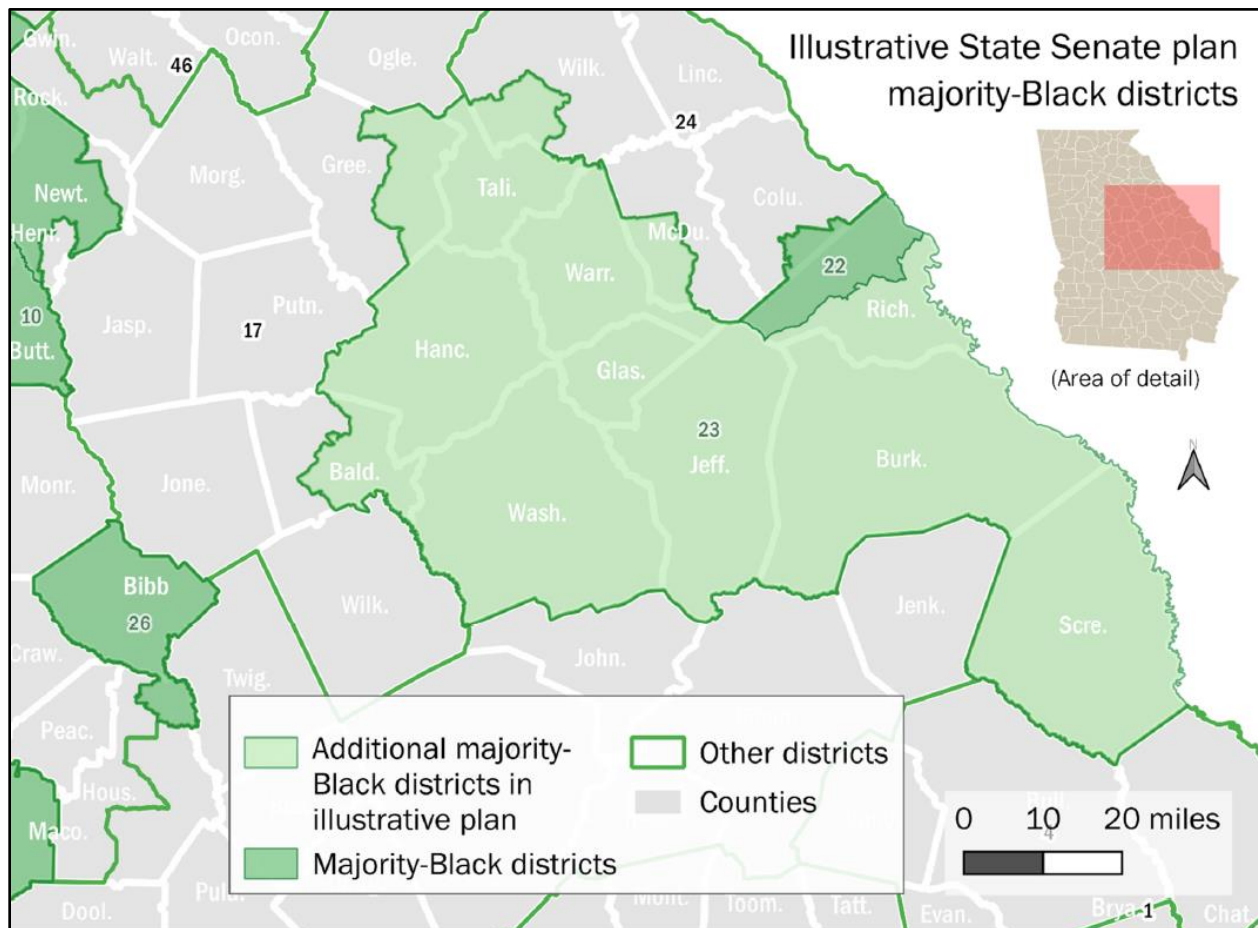 Illustrative State Senate plan
majority-Black districts
(Area of detail)
N
Gwin.
Walt.
46
Ocon.
Ogle.
Wilk.
Linc.
24
Rock.
Newt.
Morg.
Gree.
Tali.
Colu.
McDu.
Henr.
Warr.
22
Rich.
10
Butt.
Jasp.
17
Putn.
Hanc.
Glas.
23
Jeff.
Burk.
Monr.
Jone.
Bald.
Wash.
Bibb
26
Wilk.
Jenk.
Scre.
Craw.
Twig.
John.
Peac.
Hous.
Maco.
Additional majority-
Black districts in
illustrative plan
Majority-Black districts
Other districts
Counties
0 10 20 miles
4
Dool.
Pula.
Mont.
Toom.
Tatt.
Evan.
Brya.
1
Chat.